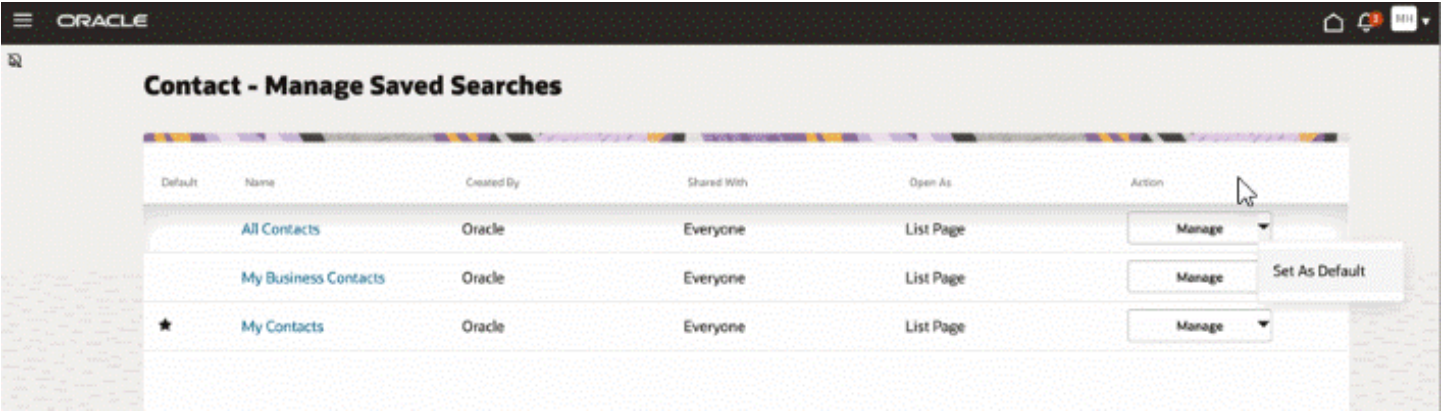 ORACLE
3
MH
Contact - Manage Saved Searches
Default Name Created By Shared With Open As Action
All Contacts Oracle Everyone List Page Manage
Set As Default
My Business Contacts Oracle Everyone List Page Manage
My Contacts Oracle Everyone List Page Manage